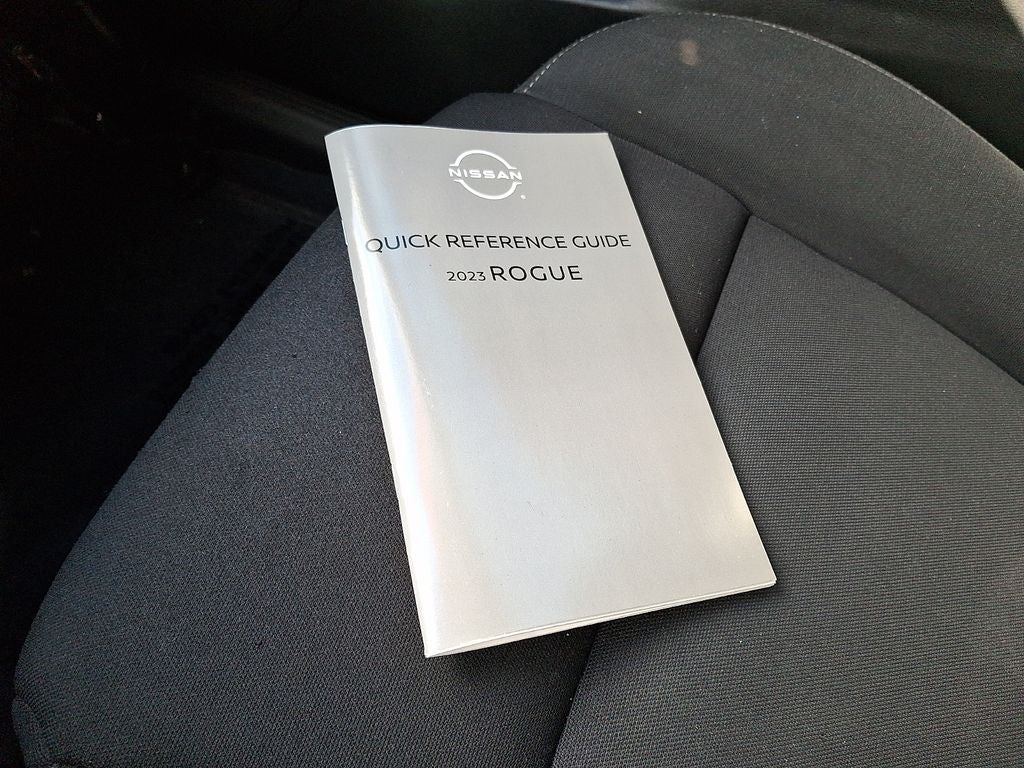 NISSAN
®
QUICK REFERENCE GUIDE
2023 ROGUE